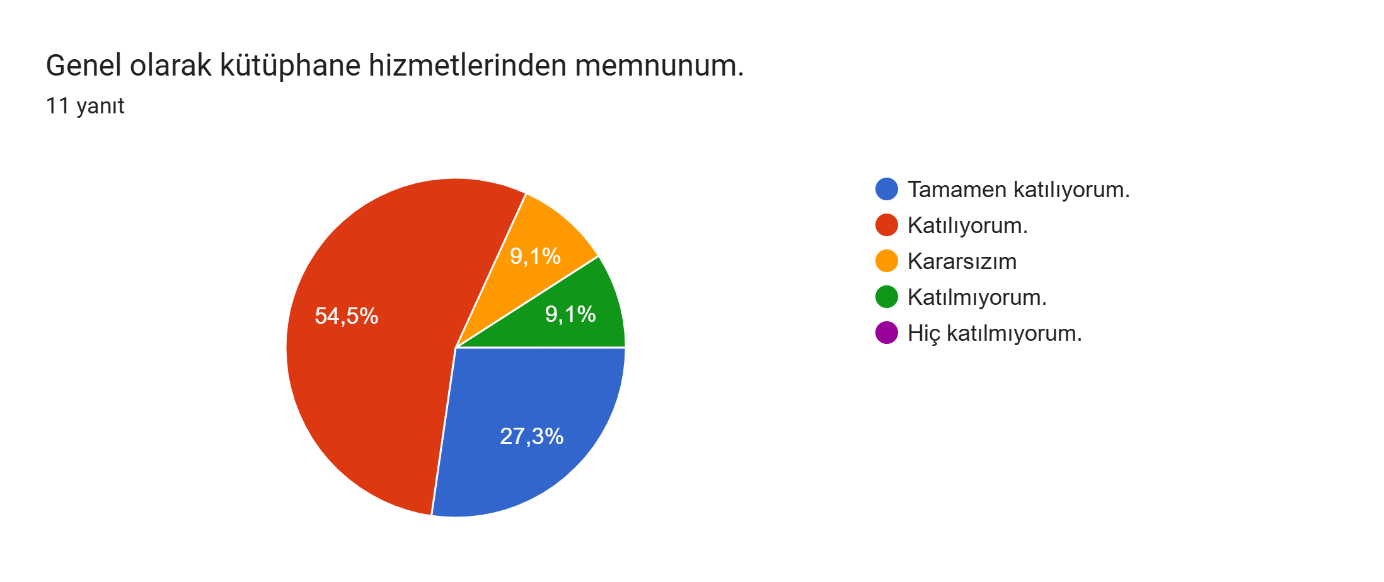 Genel olarak kütüphane hizmetlerinden memnunum.
11 yanıt
Tamamen katılıyorum.
Katılıyorum.
Kararsızım
Katılmıyorum.
Hiç katılmıyorum.
9,1%
9,1%
54,5%
27,3%